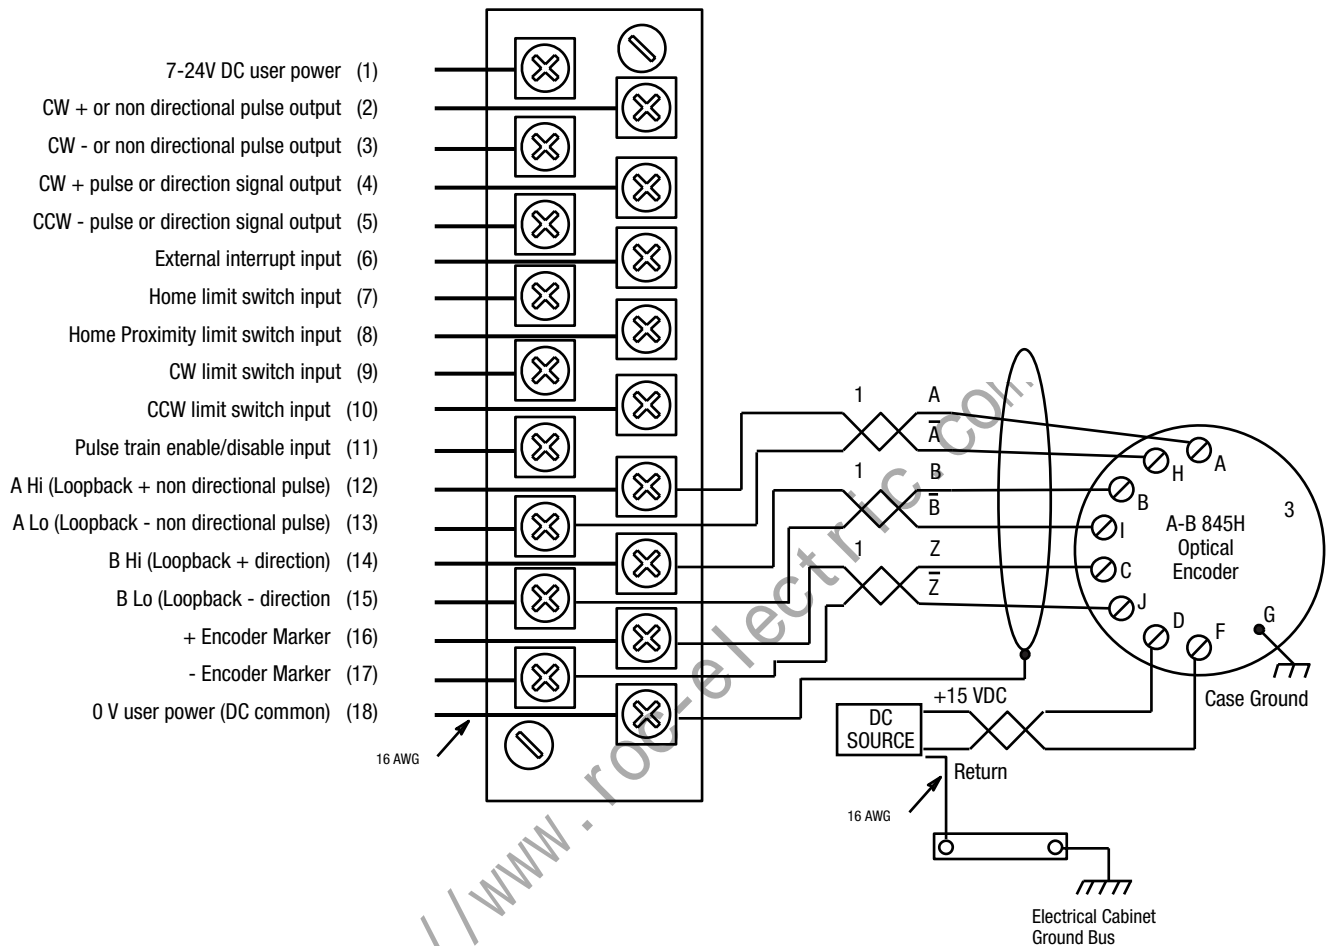 7-24V DC user power (1)
CW + or non directional pulse output (2)
CW - or non directional pulse output (3)
CW + pulse or direction signal output (4)
CCW - pulse or direction signal output (5)
External interrupt input (6)
Home limit switch input (7)
Home Proximity limit switch input (8)
CW limit switch input (9)
CCW limit switch input (10)
Pulse train enable/disable input (11)
A Hi (Loopback + non directional pulse) (12)
A Lo (Loopback - non directional pulse) (13)
B Hi (Loopback + direction) (14)
B Lo (Loopback - direction (15)
+ Encoder Marker (16)
- Encoder Marker (17)
0 V user power (DC common) (18)
16 AWG
1 A
A̅
1 B
B̅
1 Z
Z̅
A
H
B
I
C
J
D
F
G
3
A-B 845H
Optical
Encoder
Case Ground
+15 VDC
DC
SOURCE
Return
16 AWG
Electrical Cabinet
Ground Bus
//www.roc-electric.com